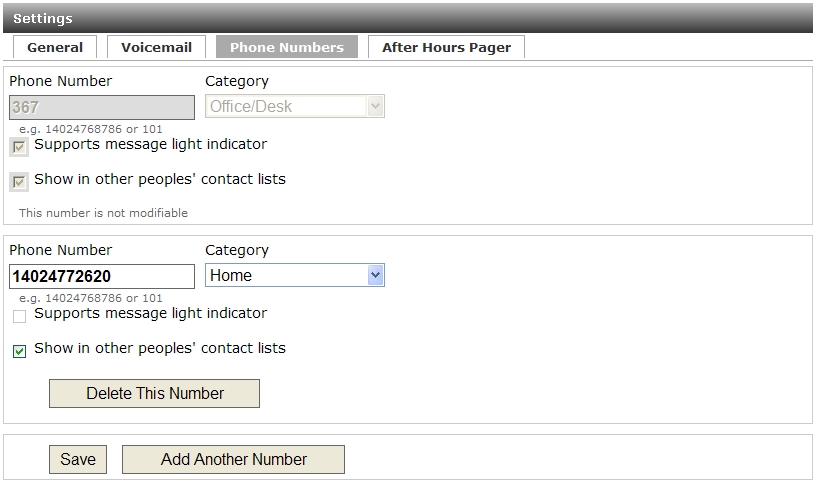 Settings
General Voicemail Phone Numbers After Hours Pager
Phone Number Category
367 Office/Desk
e.g. 14024768786 or 101
Supports message light indicator
Show in other peoples' contact lists
This number is not modifiable
Phone Number Category
14024772620 Home
e.g. 14024768786 or 101
Supports message light indicator
Show in other peoples' contact lists
Delete This Number
Save Add Another Number